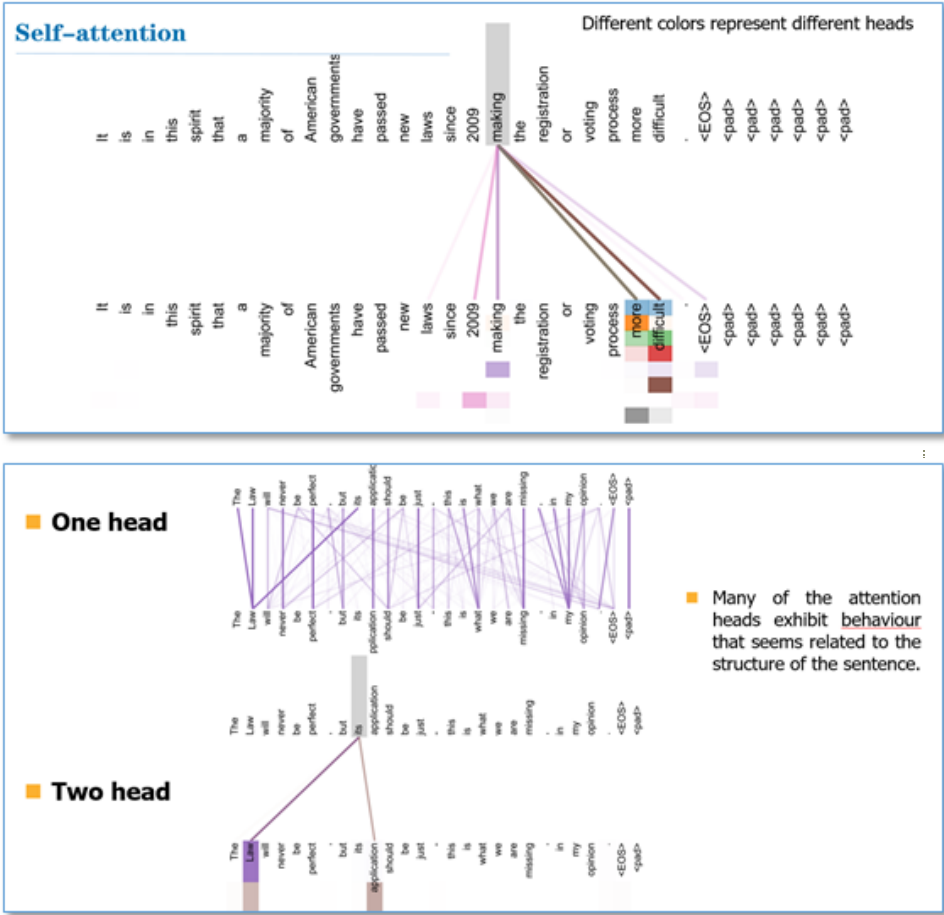 Self-attention
Different colors represent different heads
It is in this spirit that a majority of American governments have passed new laws since 2009 making the registration or voting process more difficult . <EOS> <pad> <pad> <pad> <pad> <pad> <pad>
It is in this spirit that a majority of American governments have passed new laws since 2009 making the registration or voting process more difficult <EOS> <pad> <pad> <pad> <pad> <pad> <pad>
One head
The Law will never be perfect , but its applicatic should be just - this is what we are missing , in my opinion . <EOS> <pad>
The Law will never be perfect , but its pplication should be just - this is what we are missing , in my opinion . <EOS> <pad>
Many of the attention
heads exhibit behaviour
that seems related to the
structure of the sentence.
The Law will never be perfect , but its application should be just - this is what we are missing , in my opinion . <EOS> <pad>
Two head
The Law will never be perfect , but its application should be just - this is what we are missing , in my opinion . <EOS> <pad>